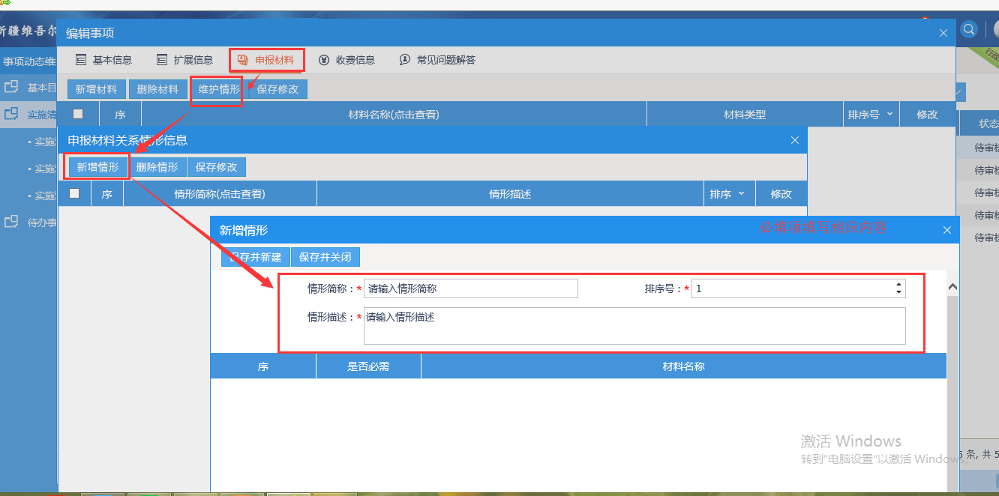 新疆维吾尔
编辑事项
事项动态维
基本信息 扩展信息 申报材料 收费信息 常见问题解答
行政
基本目
新增材料 删除材料 维护情形 保存修改
实施清
序 材料名称(点击查看) 材料类型 排序号 修改
状态
申报材料关系情形信息
实施
待审核
新增情形 删除情形 保存修改
实施
待审核
序 情形简称(点击查看) 情形描述 排序 修改
实施
待审核
待办事
待审核
新增情形 必填项填写相应内容
待审核
保存并新建 保存并关闭
情形简称：* 请输入情形简称 排序号：* 1
情形描述：* 请输入情形描述
序 是否必需 材料名称
激活 Windows
转到"电脑设置"以激活 Windows。
5 条, 共 5